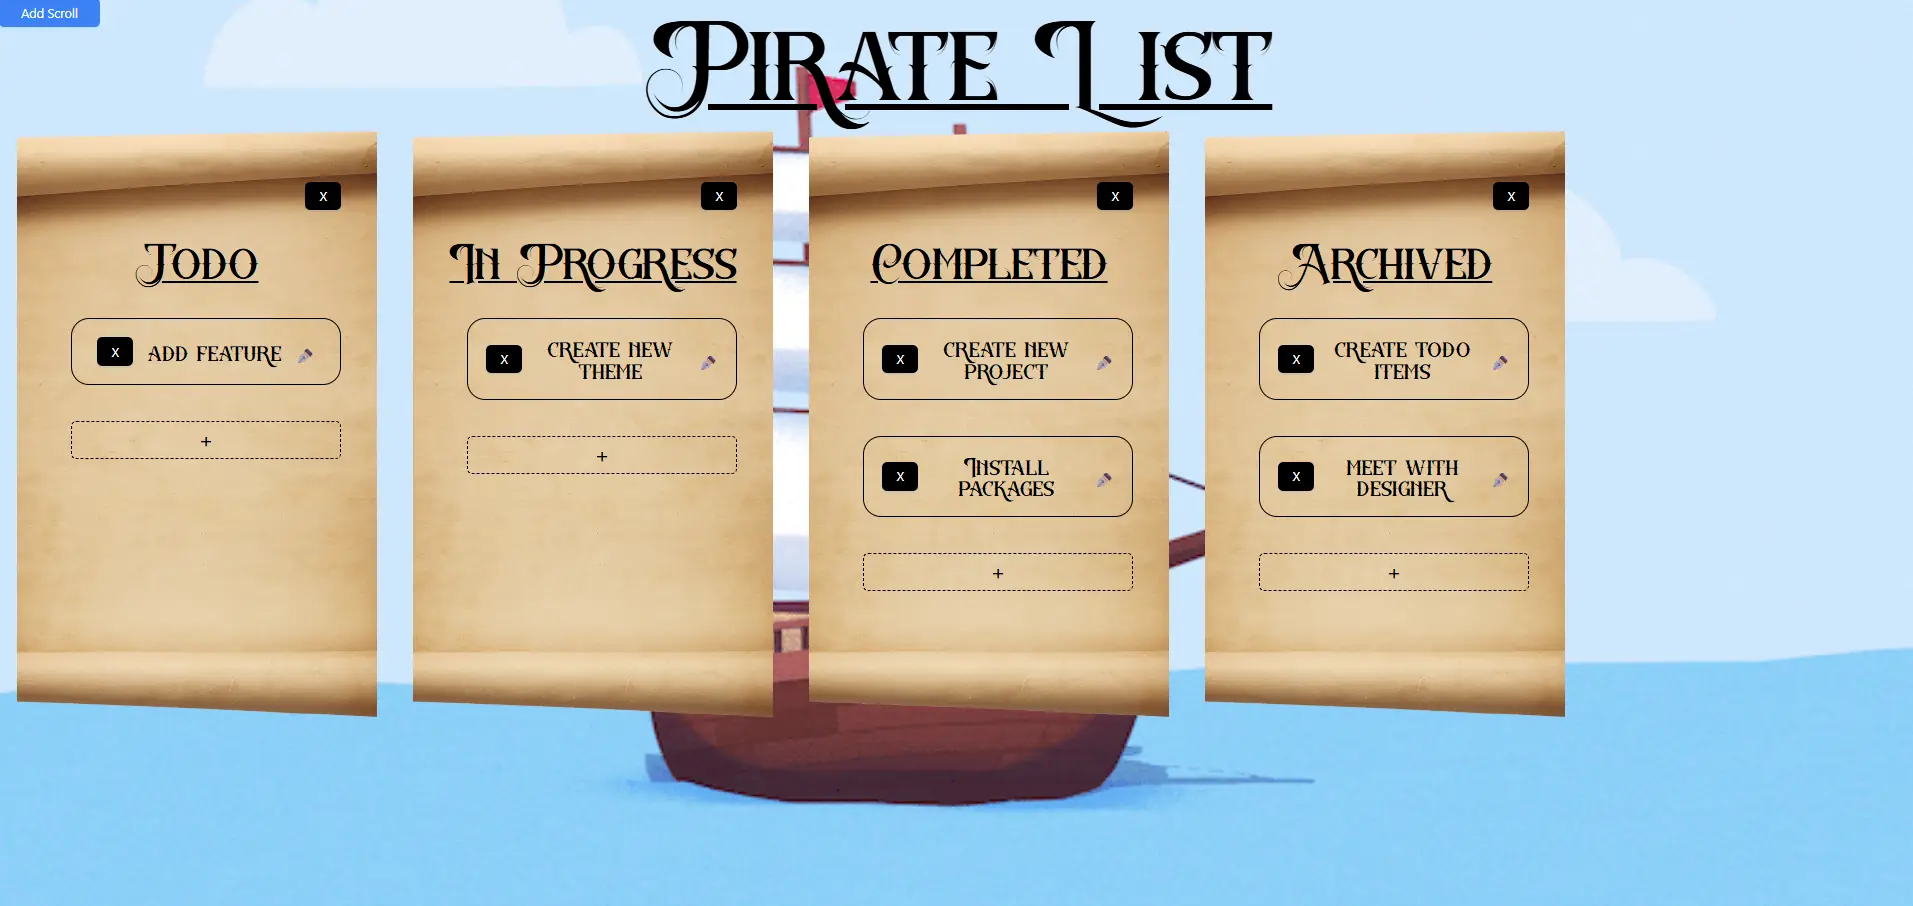 Add Scroll
Pirate List
X
Todo
X
add feature
+
X
In Progress
X
create new
theme
+
X
Completed
X
create new
project
X
Install
packages
+
X
Archived
X
create todo
items
X
meet with
designer
+